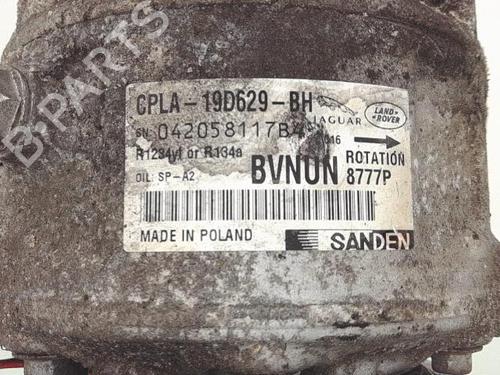 CPLA-19D629-BH
JAGUAR
LAND-
ROVER
SN 042058117B4
R1234yf or R134a
OIL: SP-A2
BVNUN
ROTATION
8777P
MADE IN POLAND
SANDEN
B-PARTS